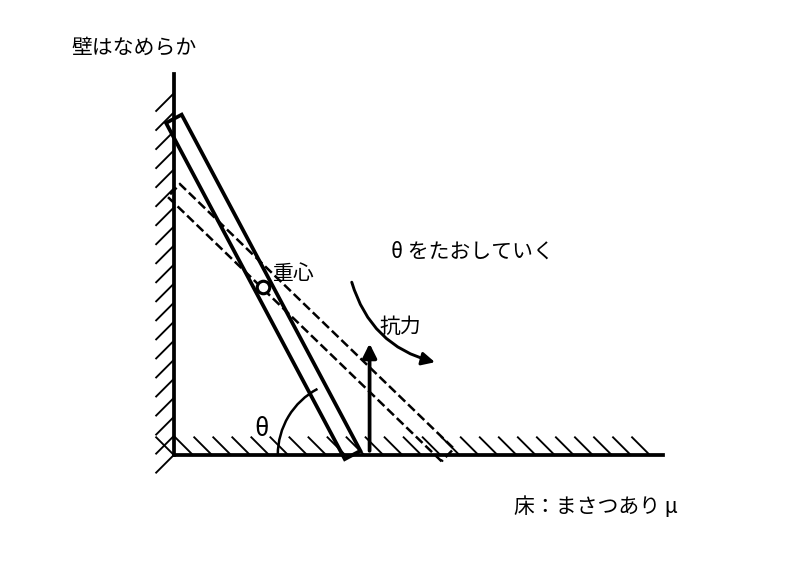 壁はなめらか
θ をたおしていく
重心
抗力
θ
床：まさつあり μ